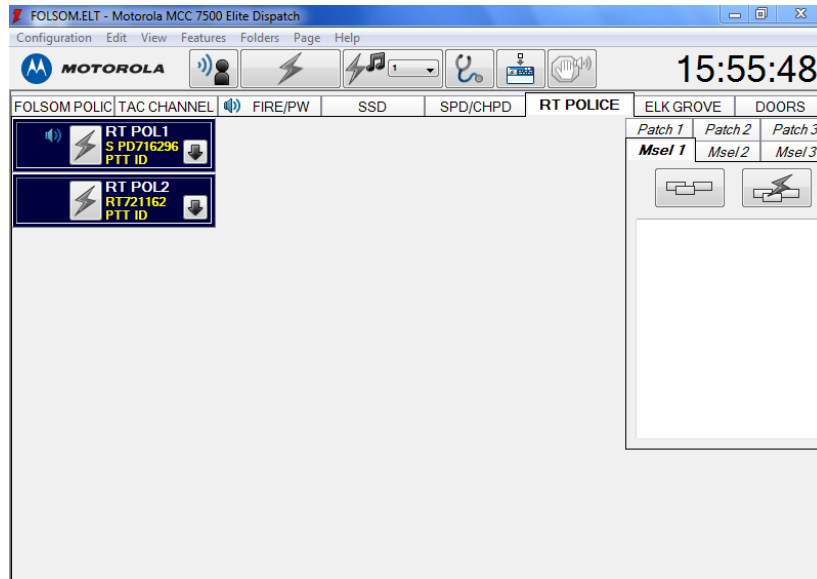 FOLSOM.ELT - Motorola MCC 7500 Elite Dispatch
Configuration Edit View Features Folders Page Help
MOTOROLA 1 15:55:48
FOLSOM POLIC TAC CHANNEL FIRE/PW SSD SPD/CHPD RT POLICE ELK GROVE DOORS
RT POL1
S PD716296
PTT ID
RT POL2
RT721162
PTT ID
Patch 1 Patch 2 Patch 3
Msel 1 Msel 2 Msel 3